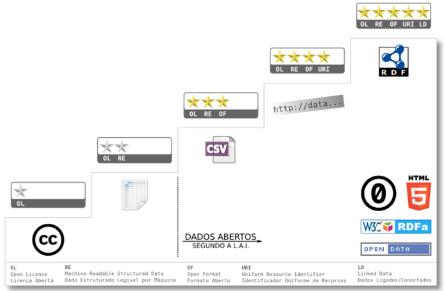 OL RE OF URI LD
OL RE OF URI
RDF
OL RE OF
http://data...
OL RE
CSV
OL
HTML
5
0
CC
DADOS ABERTOS
SEGUNDO A L.A.I.
W3C RDFa
OPEN DATA
OL RE OF URI LD
Open License Machine-Readable Structured Data Open Format Uniform Resource Identifier Linked Data
Licença Aberta Dado Estruturado Legível por Máquina Formato Aberto Identificador Uniforme de Recursos Dados Ligados/Conectados